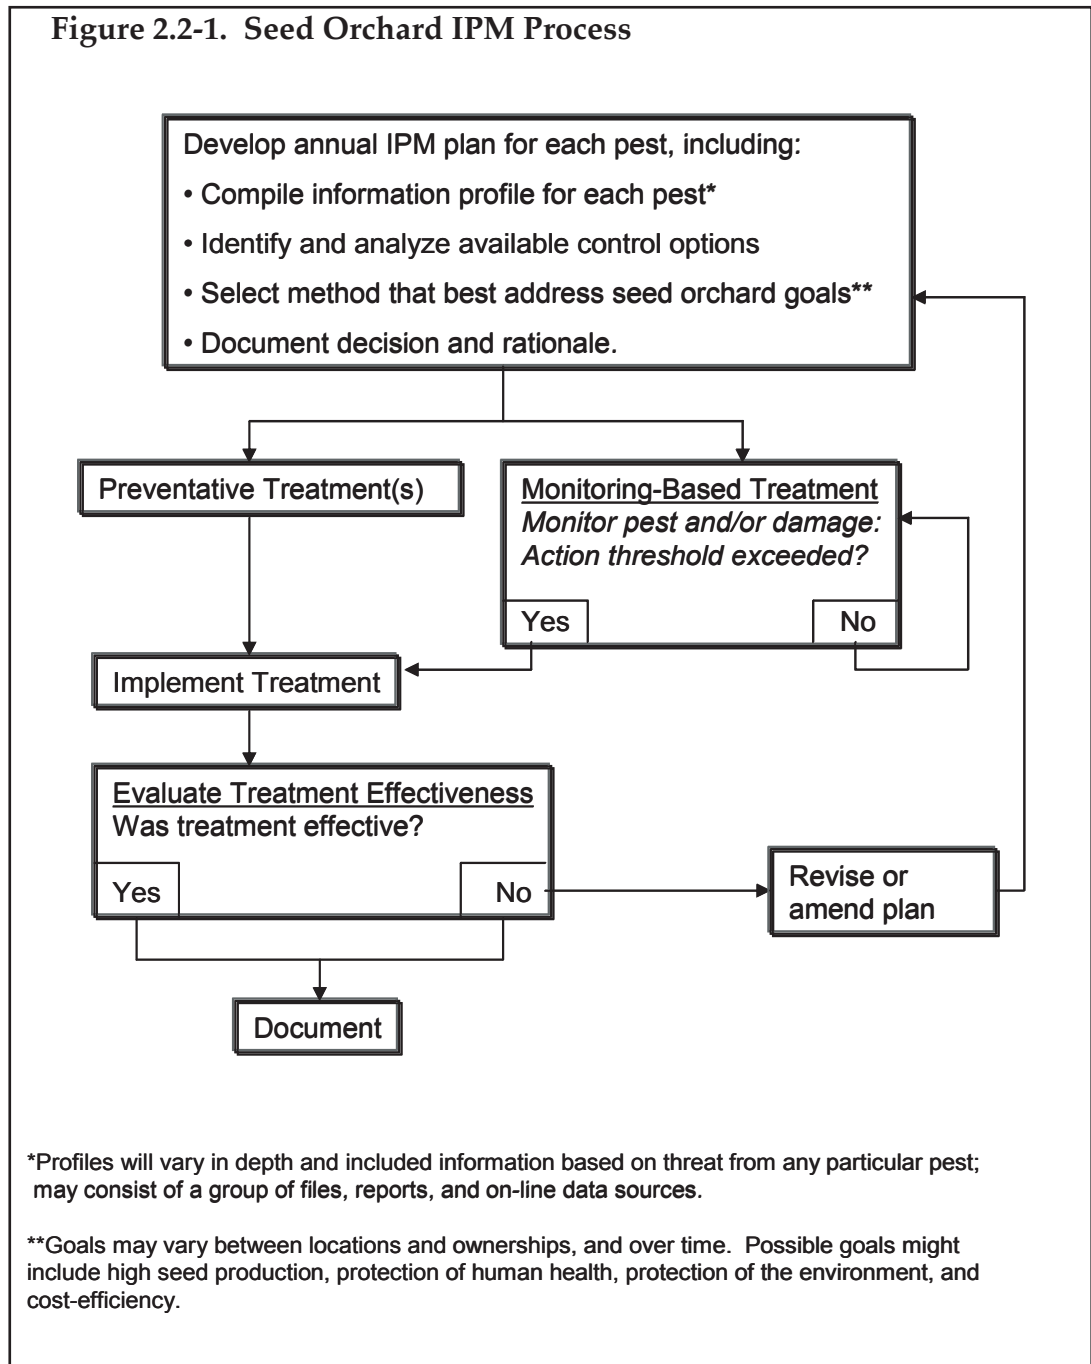 Figure 2.2-1.  Seed Orchard IPM Process
Develop annual IPM plan for each pest, including:
• Compile information profile for each pest*
• Identify and analyze available control options
• Select method that best address seed orchard goals**
• Document decision and rationale.
Preventative Treatment(s)
Monitoring-Based Treatment
Monitor pest and/or damage:
Action threshold exceeded?
Yes
No
Implement Treatment
Evaluate Treatment Effectiveness
Was treatment effective?
Yes
No
Revise or
amend plan
Document
*Profiles will vary in depth and included information based on threat from any particular pest;
may consist of a group of files, reports, and on-line data sources.
**Goals may vary between locations and ownerships, and over time.  Possible goals might
include high seed production, protection of human health, protection of the environment, and
cost-efficiency.